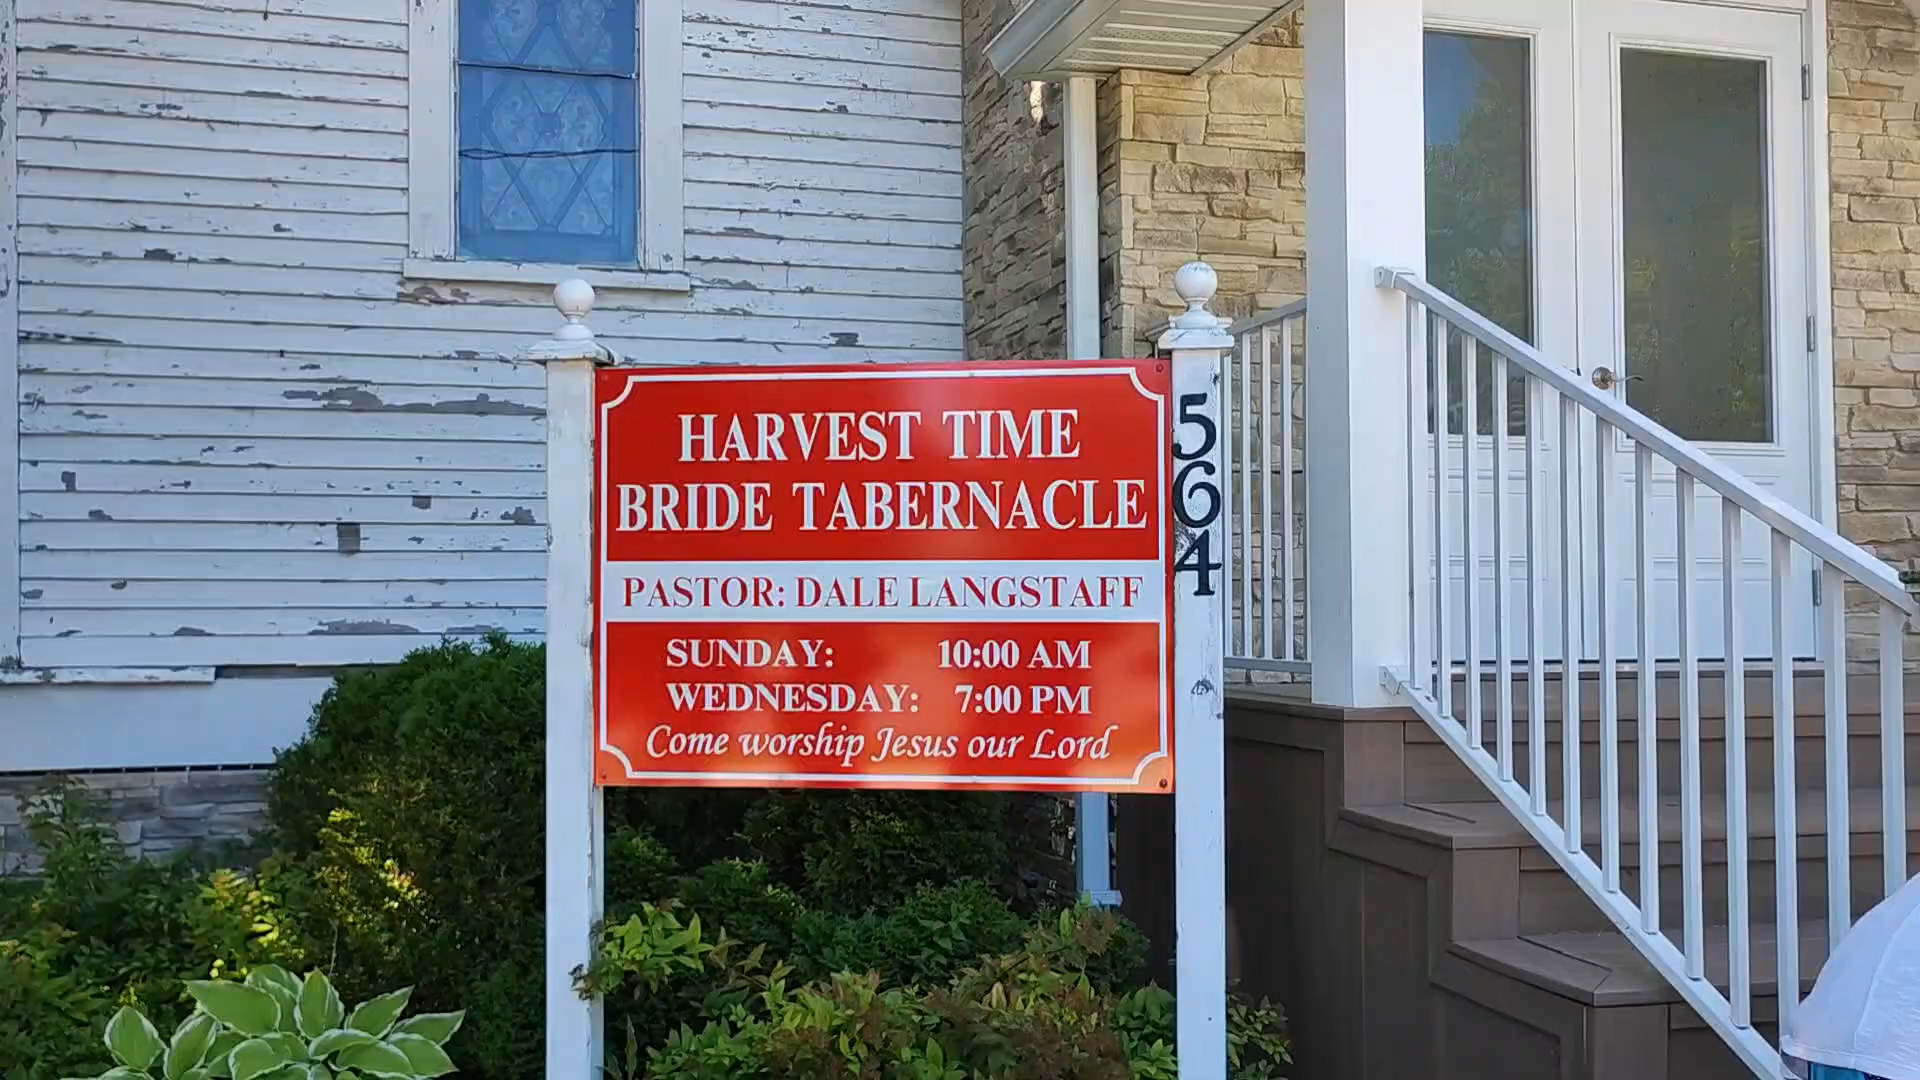 HARVEST TIME
BRIDE TABERNACLE
PASTOR: DALE LANGSTAFF
SUNDAY: 10:00 AM
WEDNESDAY: 7:00 PM
Come worship Jesus our Lord
564